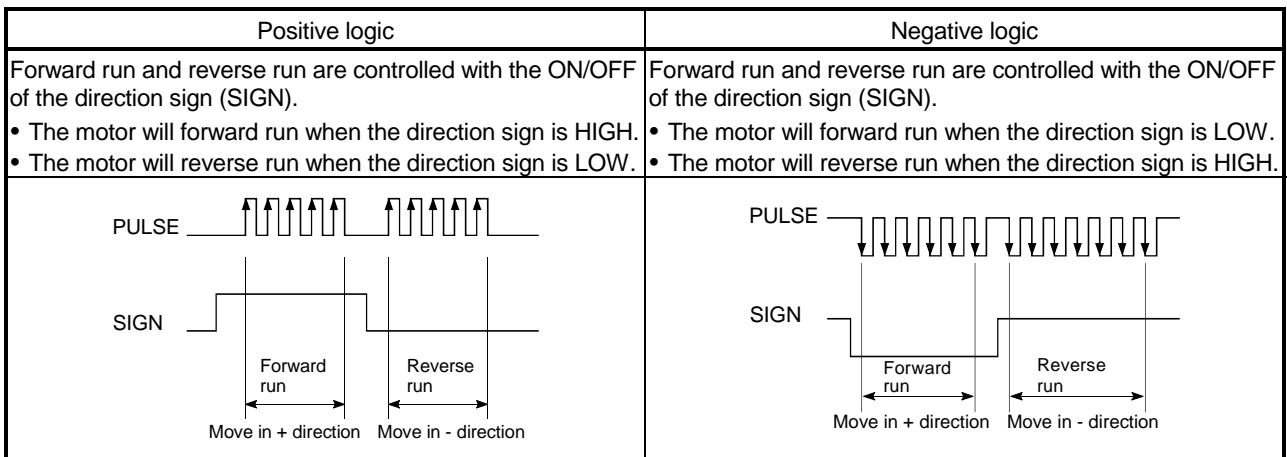 Positive logic
Negative logic
Forward run and reverse run are controlled with the ON/OFF
of the direction sign (SIGN).
• The motor will forward run when the direction sign is HIGH.
• The motor will reverse run when the direction sign is LOW.
Forward run and reverse run are controlled with the ON/OFF
of the direction sign (SIGN).
• The motor will forward run when the direction sign is LOW.
• The motor will reverse run when the direction sign is HIGH.
PULSE
SIGN
Forward
run
Reverse
run
Move in + direction
Move in - direction
PULSE
SIGN
Forward
run
Reverse
run
Move in + direction
Move in - direction